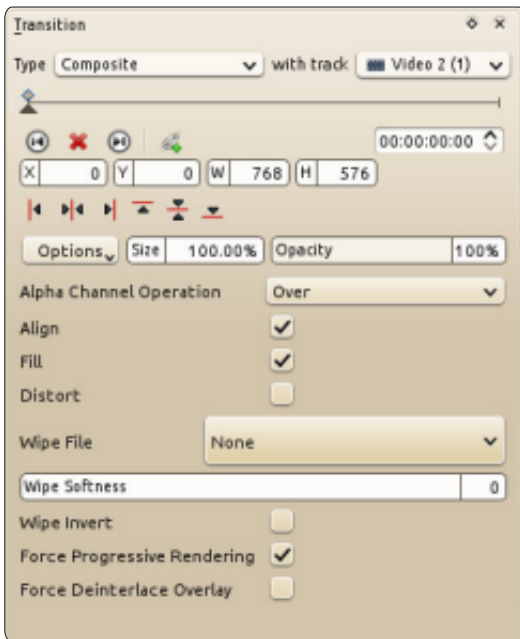 Transition
Type Composite with track Video 2 (1)
00:00:00:00
X 0 Y 0 W 768 H 576
Options Size 100.00% Opacity 100%
Alpha Channel Operation Over
Align
Fill
Distort
Wipe File None
Wipe Softness 0
Wipe Invert
Force Progressive Rendering
Force Deinterlace Overlay